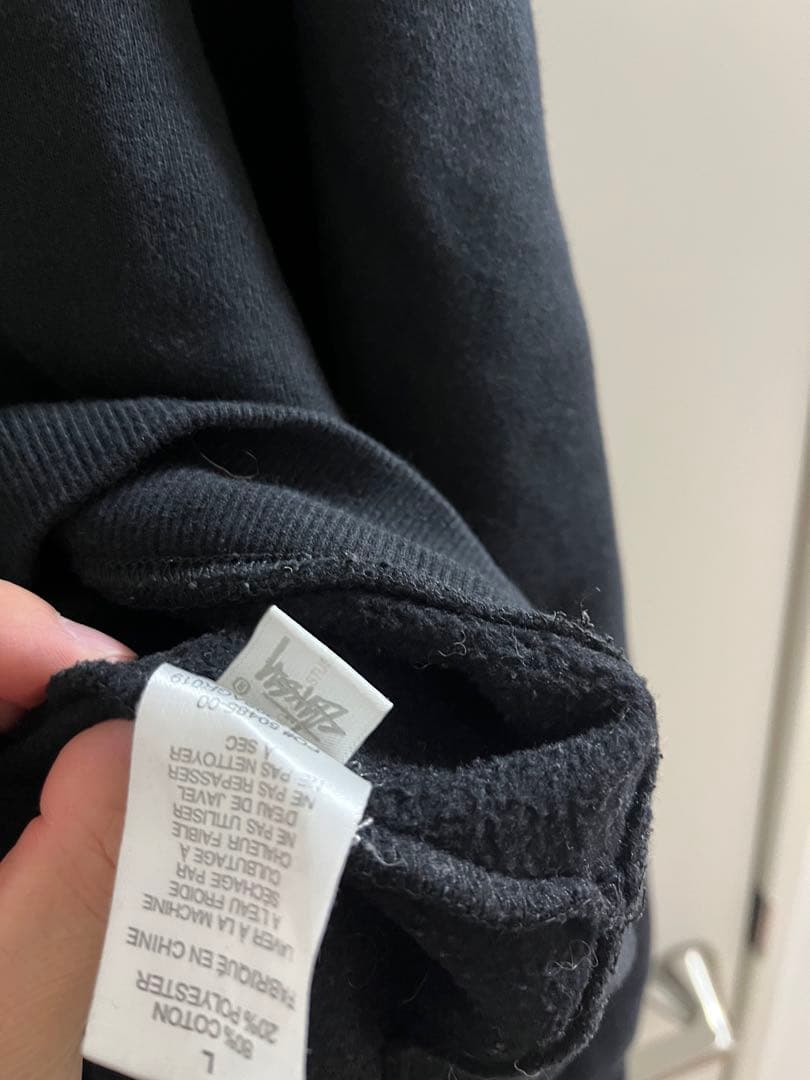 L
80% COTON
20% POLYESTER
FABRIQUÉ EN CHINE
LAVER À LA MACHINE
À L'EAU FROIDE
SÉCHAGE PAR
CULBUTAGE À
CHALEUR FAIBLE
NE PAS UTILISER
D'EAU DE JAVEL
NE PAS REPASSER
NE PAS NETTOYER
À SEC
STÜSSY
®